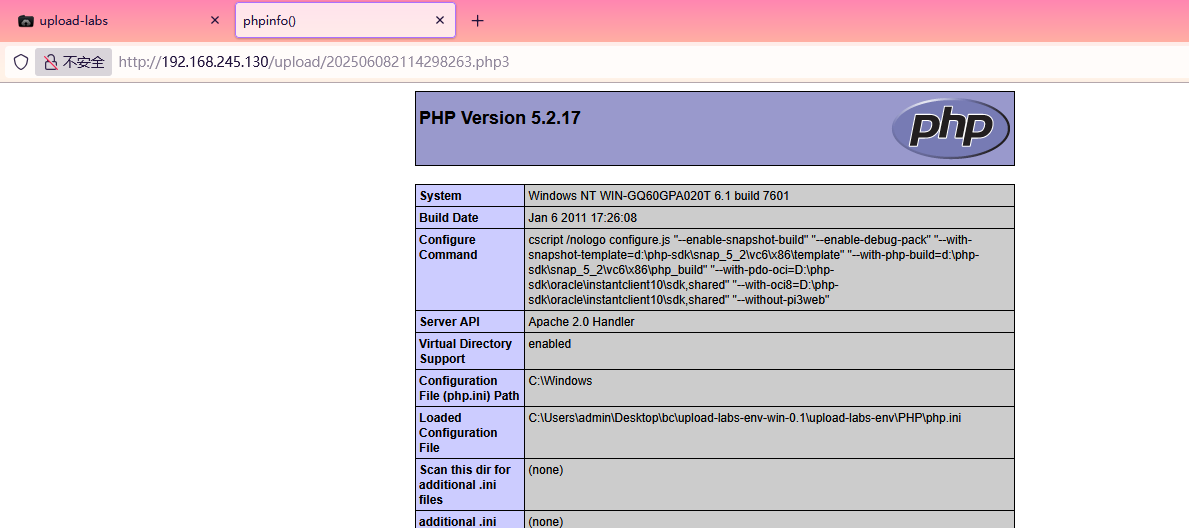 upload-labs
phpinfo()
不安全 http://192.168.245.130/upload/202506082114298263.php3
PHP Version 5.2.17
php
System Windows NT WIN-GQ60GPA020T 6.1 build 7601
Build Date Jan 6 2011 17:26:08
Configure Command cscript /nologo configure.js "--enable-snapshot-build" "--enable-debug-pack" "--with-
snapshot-template=d:\php-sdk\snap_5_2\vc6\x86\template" "--with-php-build=d:\php-
sdk\snap_5_2\vc6\x86\php_build" "--with-pdo-oci=D:\php-
sdk\oracle\instantclient10\sdk,shared" "--with-oci8=D:\php-
sdk\oracle\instantclient10\sdk,shared" "--without-pi3web"
Server API Apache 2.0 Handler
Virtual Directory
Support
enabled
Configuration
File (php.ini) Path
C:\Windows
Loaded
Configuration
File
C:\Users\admin\Desktop\bc\upload-labs-env-win-0.1\upload-labs-env\PHP\php.ini
Scan this dir for
additional .ini
files
(none)
additional .ini (none)